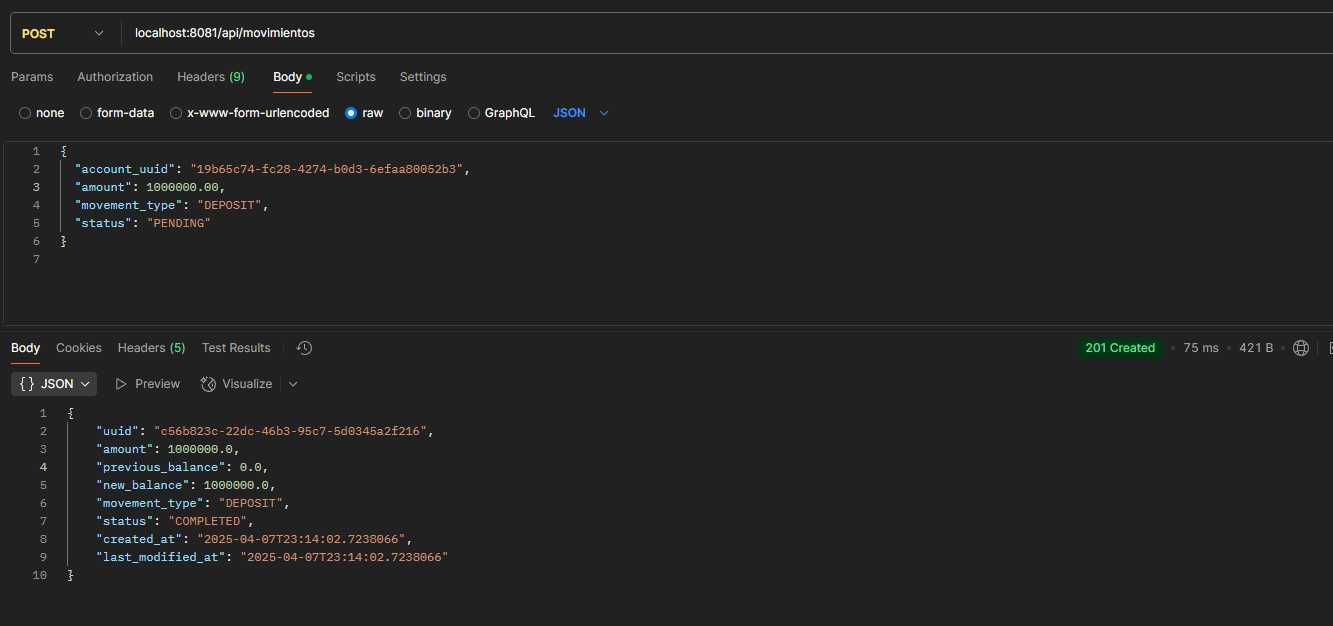 POST localhost:8081/api/movimientos
Params Authorization Headers (9) Body Scripts Settings
none form-data x-www-form-urlencoded raw binary GraphQL JSON
1 {
2 "account_uuid": "19b65c74-fc28-4274-b0d3-6efaa80052b3",
3 "amount": 1000000.00,
4 "movement_type": "DEPOSIT",
5 "status": "PENDING"
6 }
7
Body Cookies Headers (5) Test Results 201 Created • 75 ms • 421 B •
{} JSON Preview Visualize
1 {
2 "uuid": "c56b823c-22dc-46b3-95c7-5d0345a2f216",
3 "amount": 1000000.0,
4 "previous_balance": 0.0,
5 "new_balance": 1000000.0,
6 "movement_type": "DEPOSIT",
7 "status": "COMPLETED",
8 "created_at": "2025-04-07T23:14:02.7238066",
9 "last_modified_at": "2025-04-07T23:14:02.7238066"
10 }